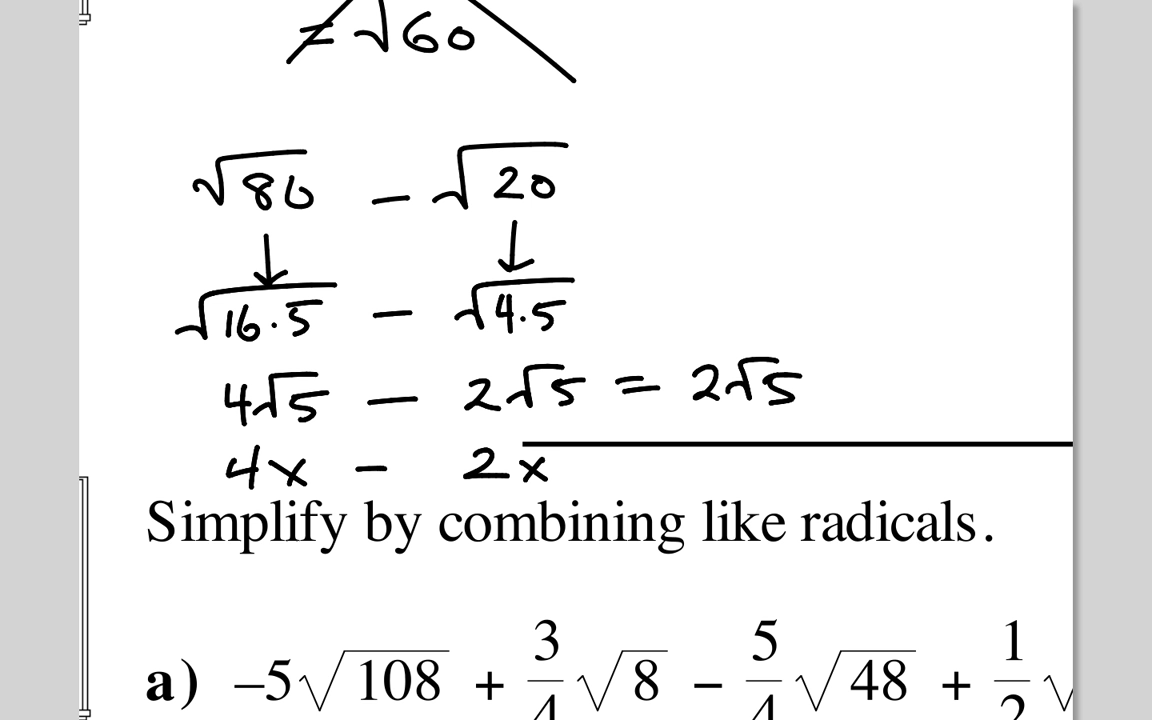 ≠ √60
√80 – √20
↓ ↓
√16·5 – √4·5
4√5 – 2√5 = 2√5
4x – 2x
Simplify by combining like radicals.
a) –5√108 + 3/4 √8 – 5/4 √48 + 1/2 √